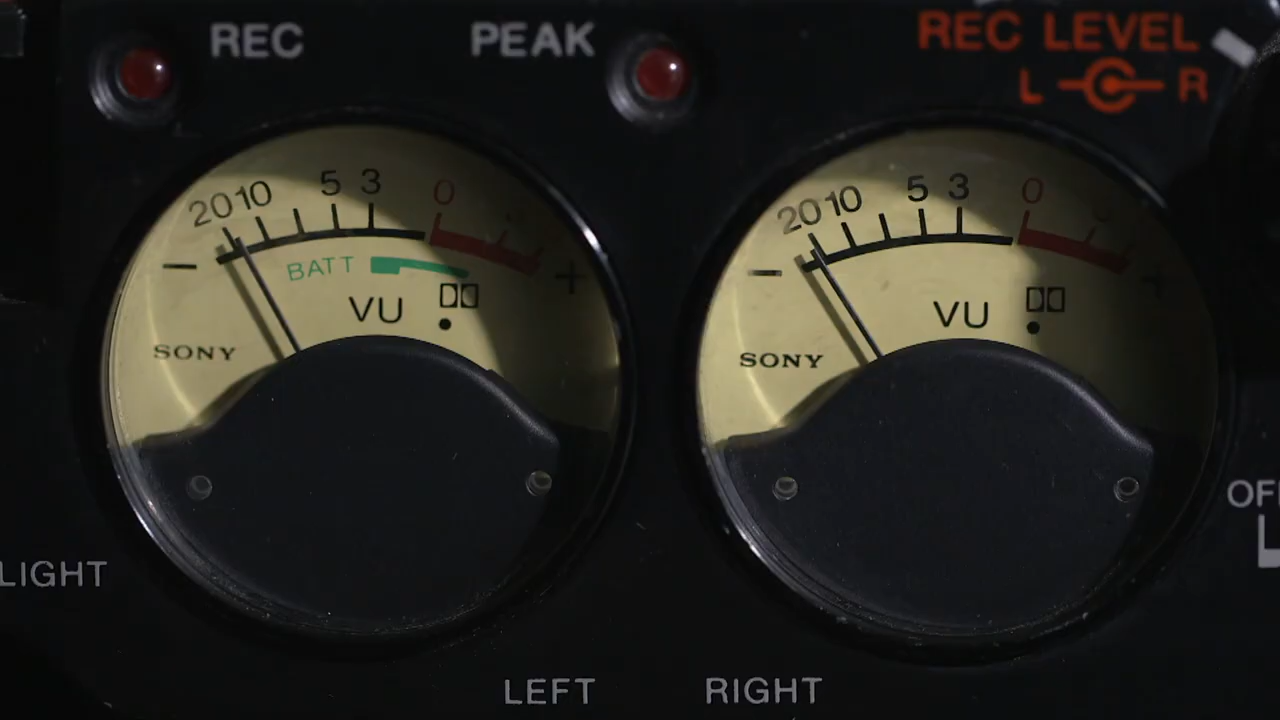 REC
PEAK
REC LEVEL
L R
20 10 5 3 0
- +
BATT
VU
SONY
20 10 5 3 0
- +
VU
SONY
LIGHT
OF
LEFT
RIGHT